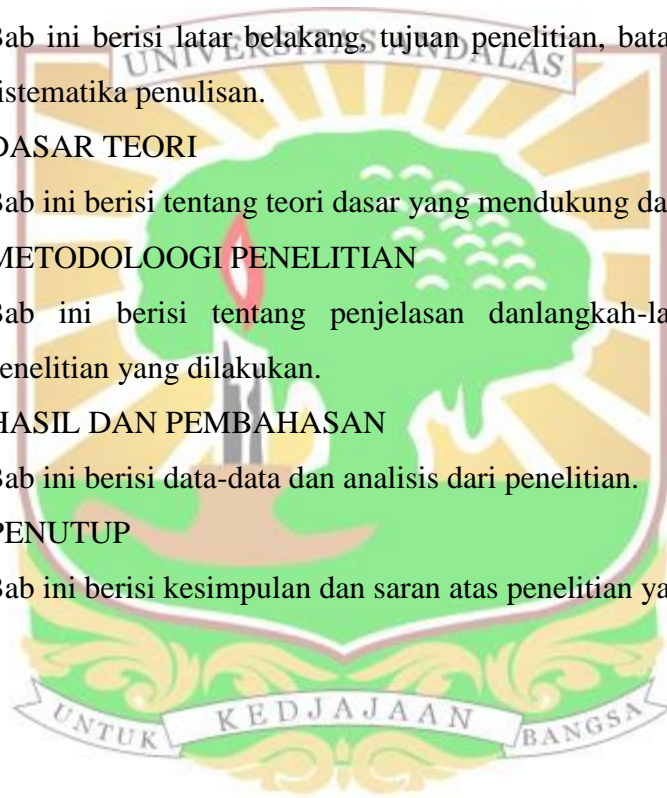 Bab ini berisi latar belakang, tujuan penelitian, bata
UNIVERSITAS ANDALAS
sistematika penulisan.
DASAR TEORI
Bab ini berisi tentang teori dasar yang mendukung da
METODOLOOGI PENELITIAN
Bab ini berisi tentang penjelasan danlangkah-la
penelitian yang dilakukan.
HASIL DAN PEMBAHASAN
Bab ini berisi data-data dan analisis dari penelitian.
PENUTUP
Bab ini berisi kesimpulan dan saran atas penelitian ya
UNTUK KEDJAJAAN BANGSA